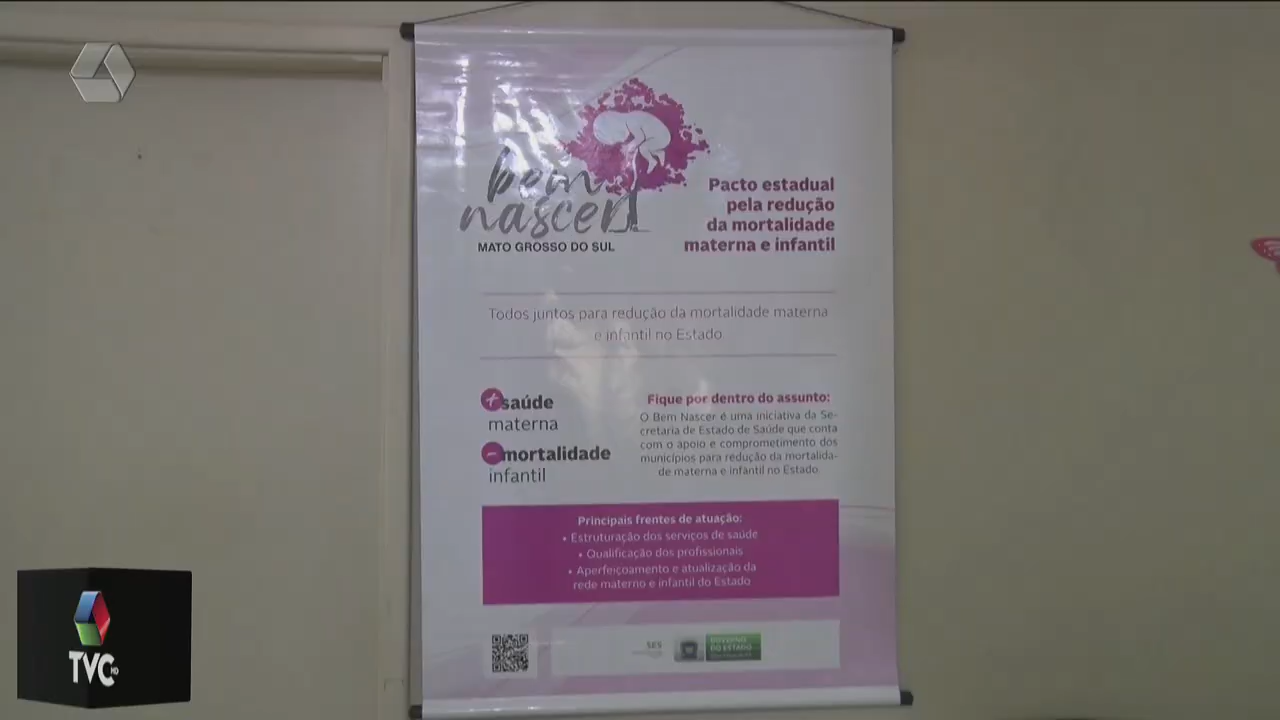 bem
nascer
MATO GROSSO DO SUL
Pacto estadual
pela redução
da mortalidade
materna e infantil
Todos juntos para redução da mortalidade materna
e infantil no Estado
+saúde
materna
-mortalidade
infantil
Fique por dentro do assunto:
O Bem Nascer é uma iniciativa da Se-
cretaria de Estado de Saúde que conta
com o apoio e comprometimento dos
municípios para redução da mortalida-
de materna e infantil no Estado.
Principais frentes de atuação:
• Estruturação dos serviços de saúde
• Qualificação dos profissionais
• Aperfeiçoamento e atualização da
rede materno e infantil do Estado
SES
GOVERNO
DO ESTADO
TVC HD